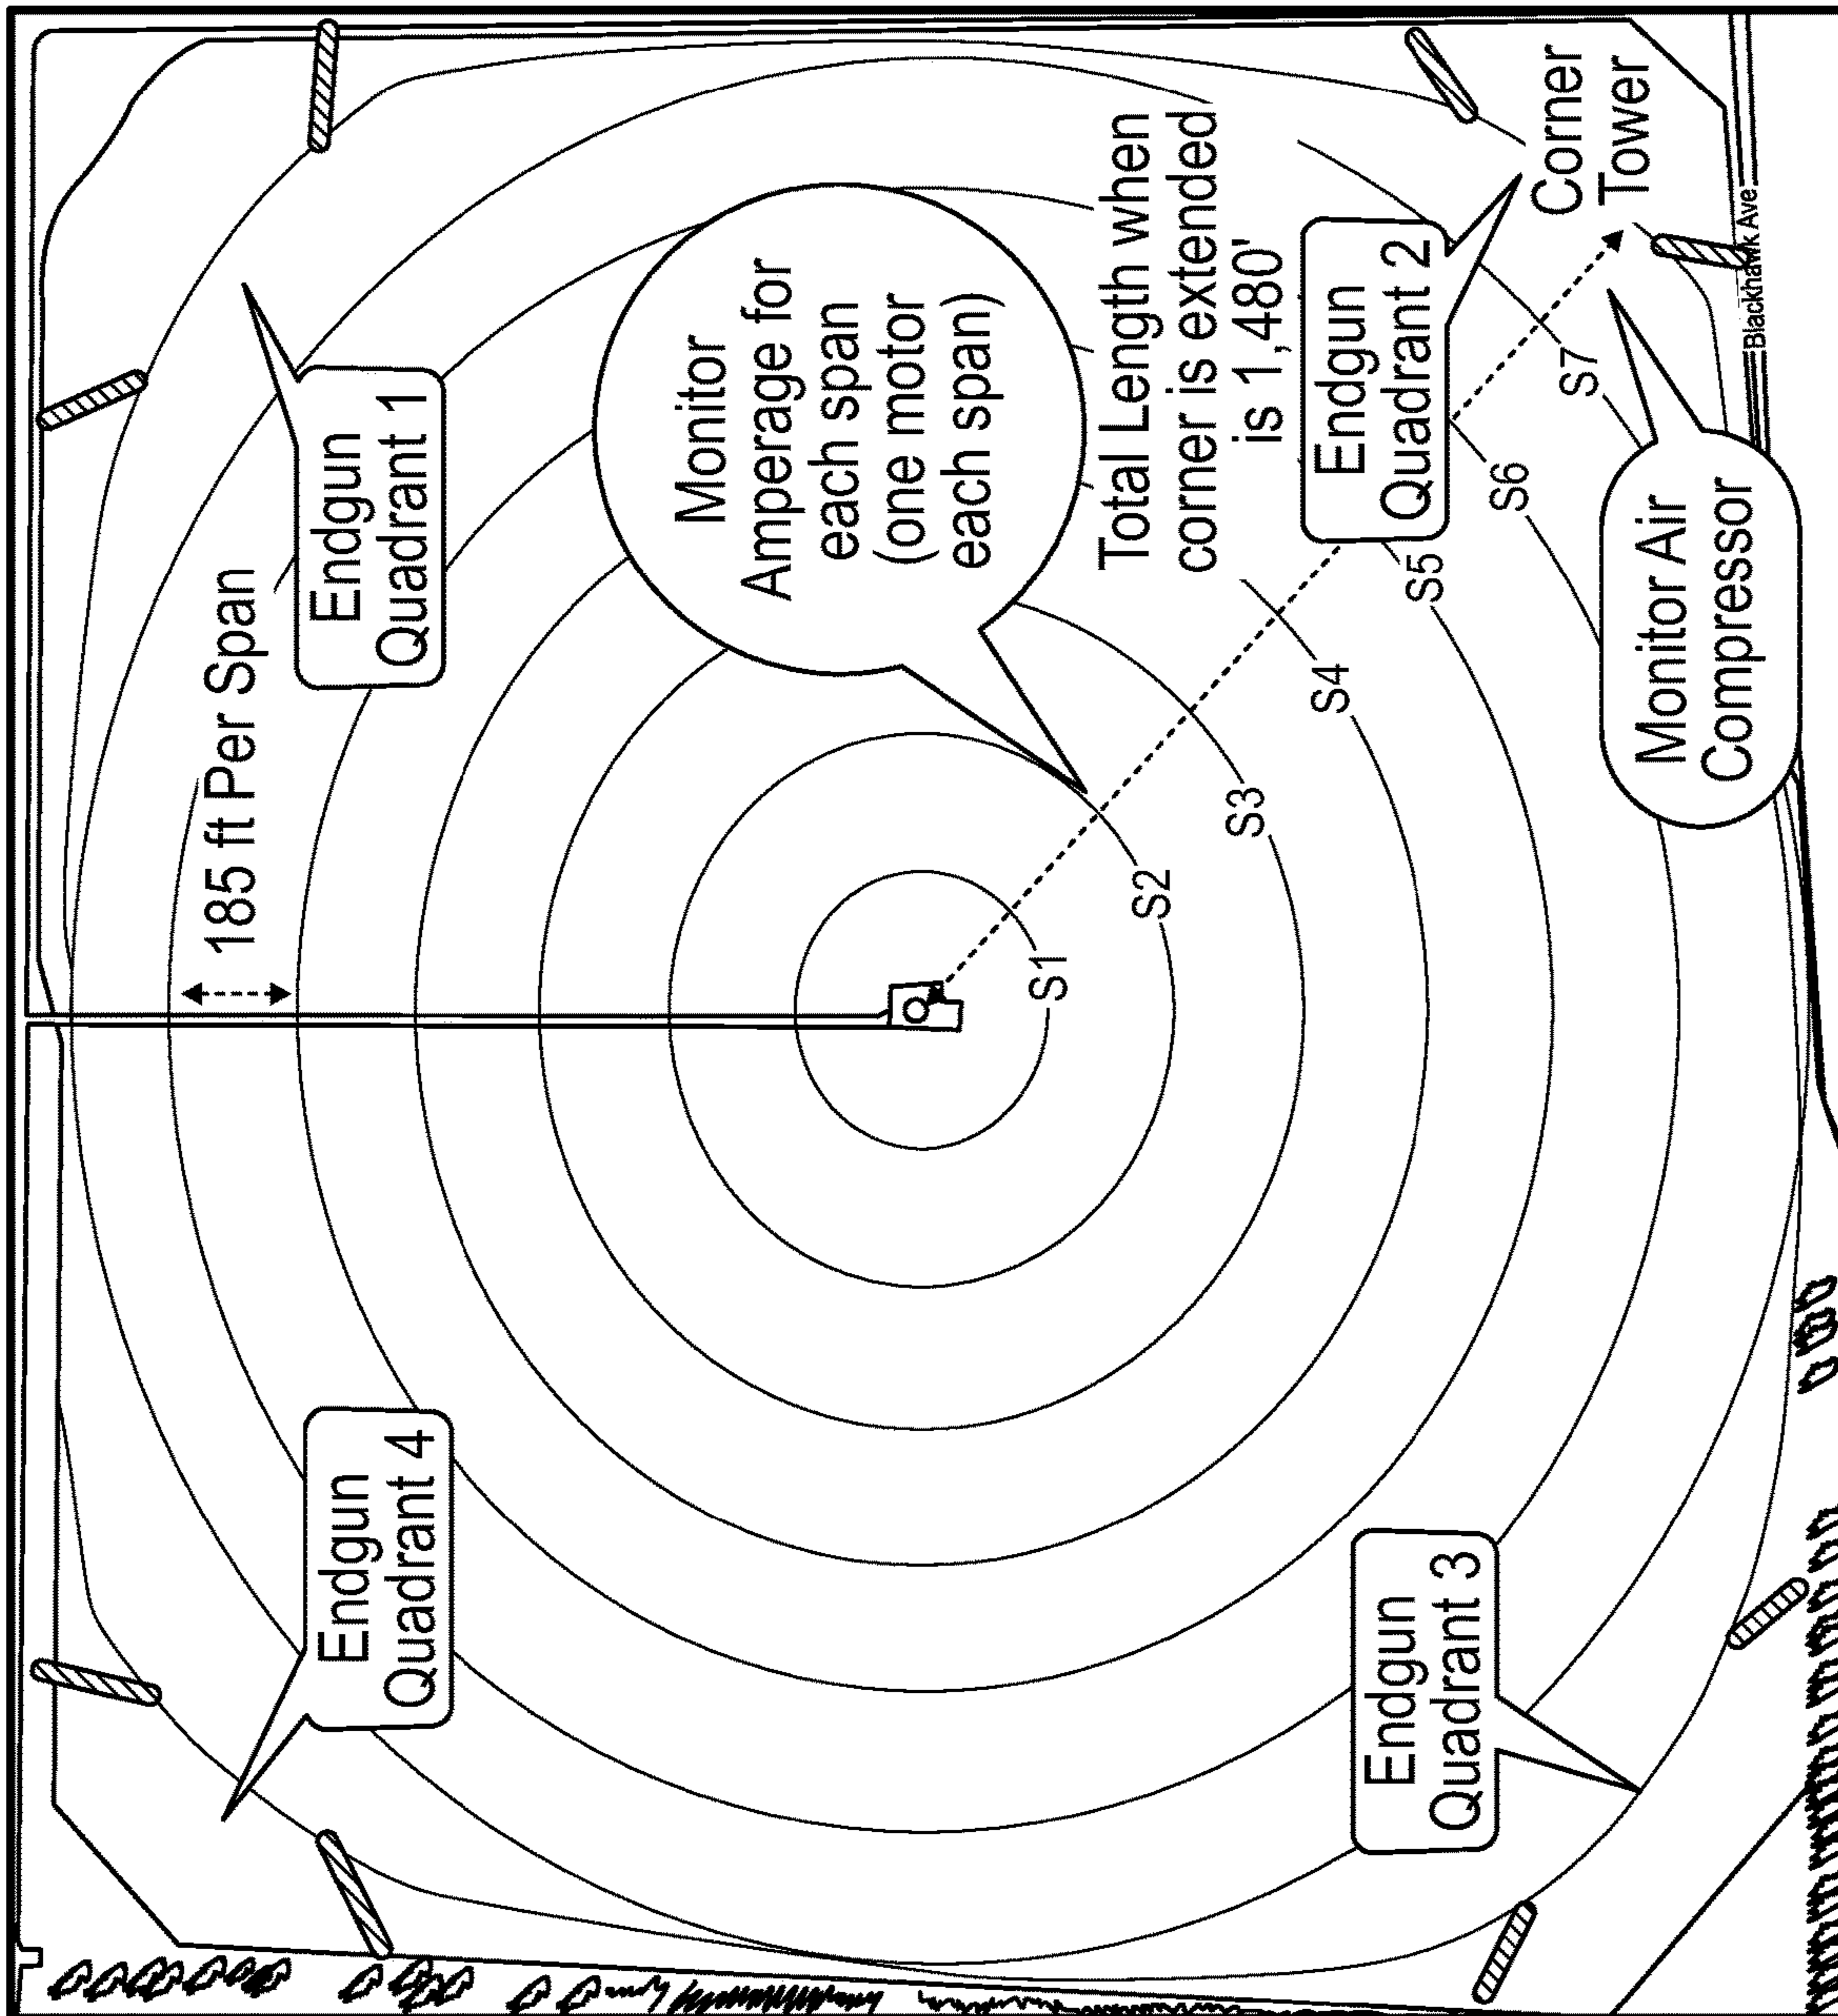 185 ft Per Span
Endgun
Quadrant 1
Endgun
Quadrant 4
Monitor
Amperage for
each span
(one motor
each span)
Total Length when
corner is extended
is 1,480'
Endgun
Quadrant 2
Corner
Tower
S1
S2
S3
S4
S5
S6
S7
Endgun
Quadrant 3
Monitor Air
Compressor
Blackhawk Ave